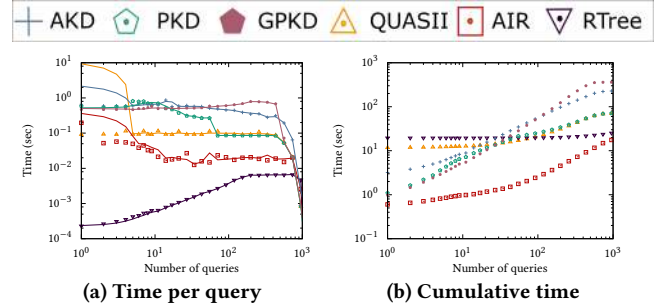 AKD PKD GPKD QUASII AIR RTree
10^1
10^0
10^-1
10^-2
10^-3
10^-4
Time (sec)
10^0 10^1 10^2 10^3
Number of queries
(a) Time per query
10^3
10^2
10^1
10^0
10^-1
Time (sec)
10^0 10^1 10^2 10^3
Number of queries
(b) Cumulative time